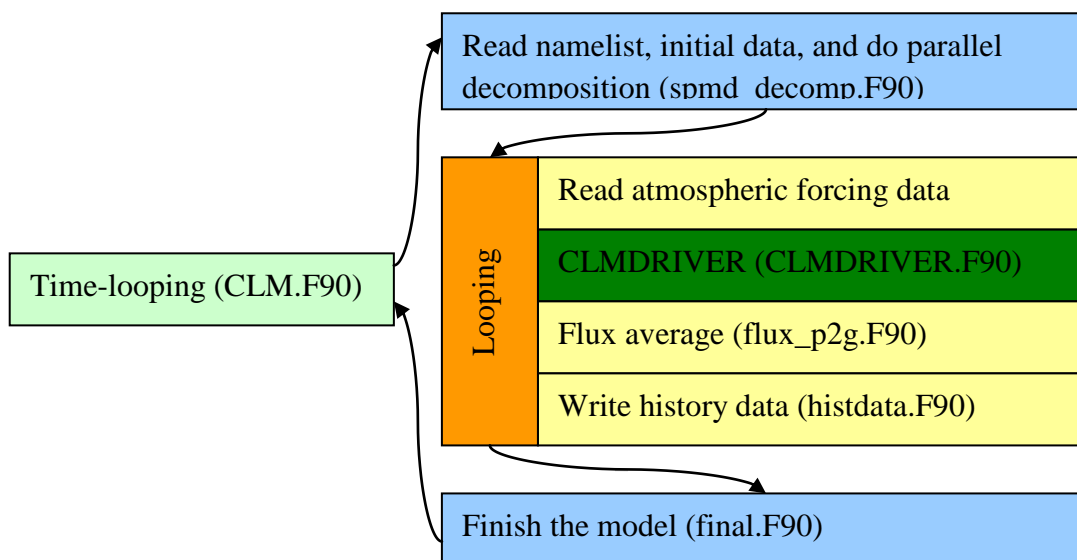 Read namelist, initial data, and do parallel
decomposition (spmd_decomp.F90)
Looping
Read atmospheric forcing data
CLMDRIVER (CLMDRIVER.F90)
Time-looping (CLM.F90)
Flux average (flux_p2g.F90)
Write history data (histdata.F90)
Finish the model (final.F90)